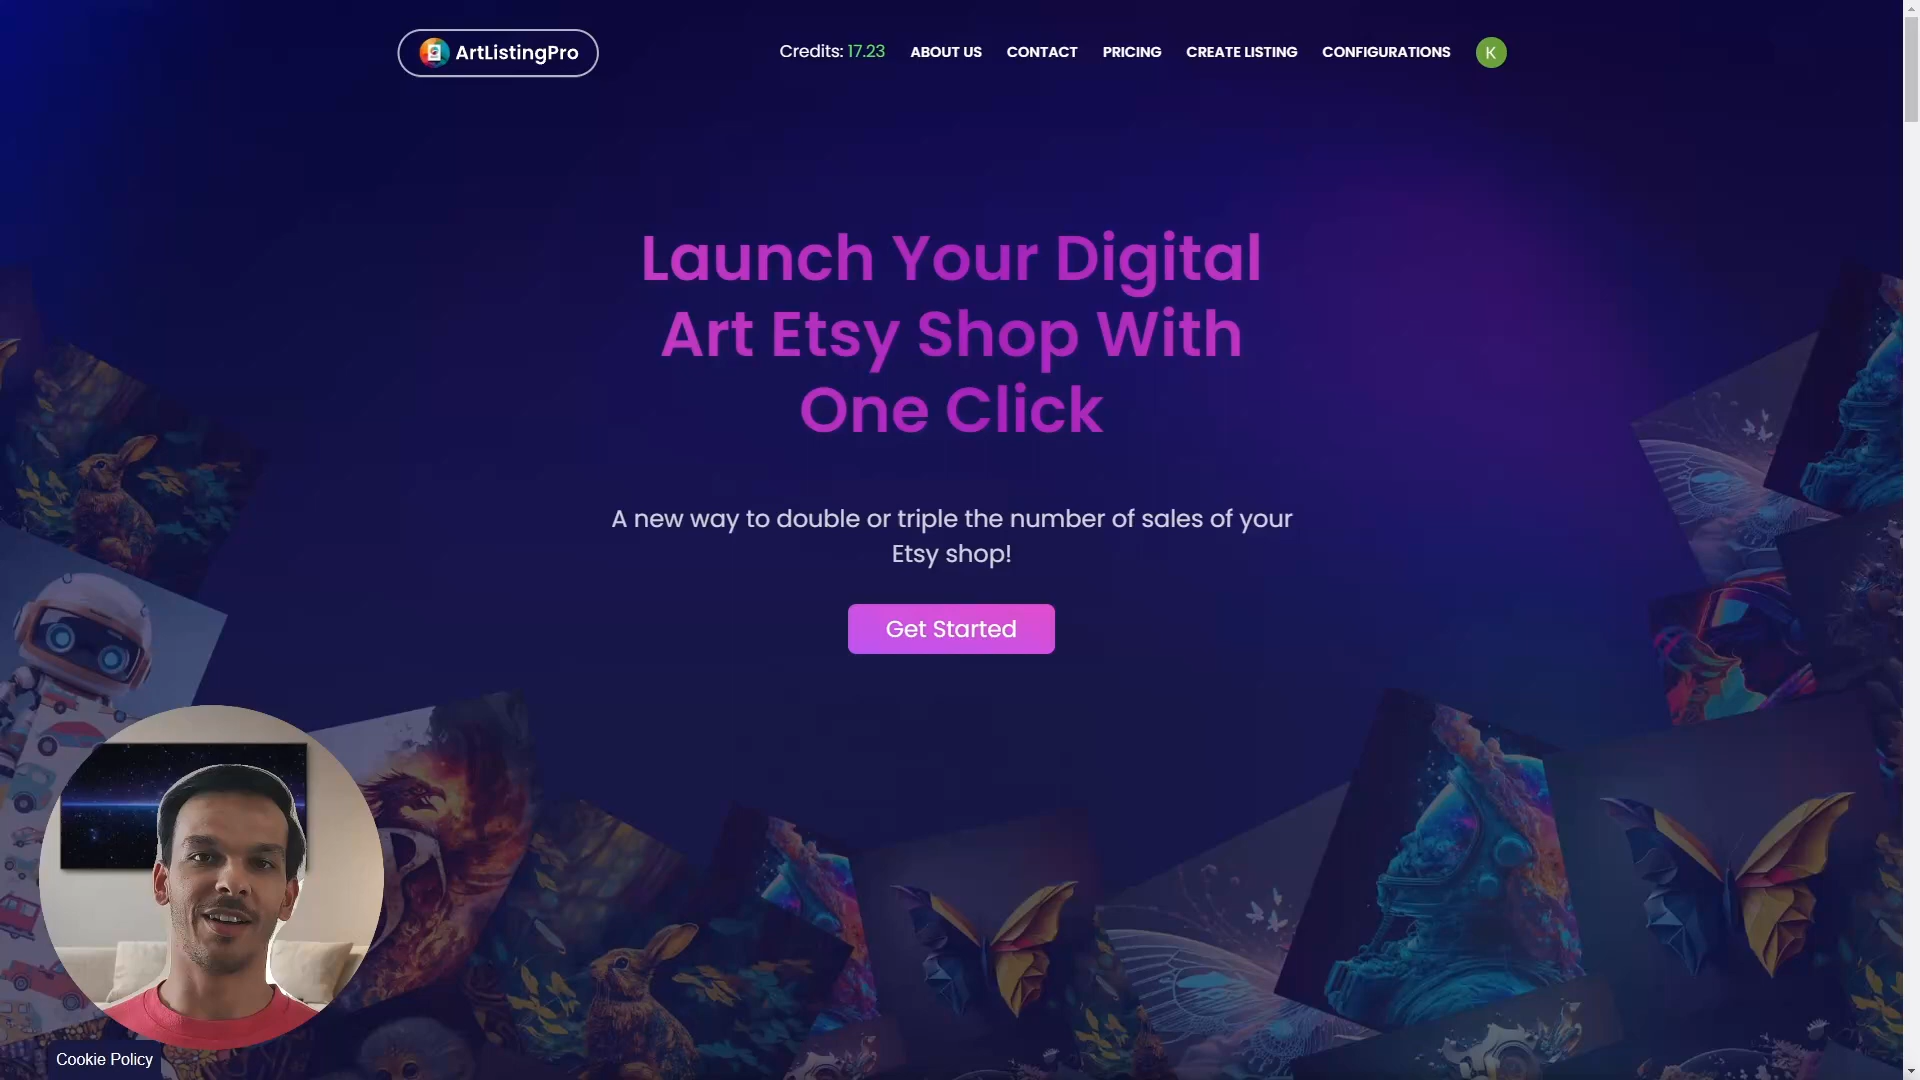 ArtListingPro
Credits: 17.23 ABOUT US CONTACT PRICING CREATE LISTING CONFIGURATIONS K
Launch Your Digital
Art Etsy Shop With
One Click
A new way to double or triple the number of sales of your
Etsy shop!
Get Started
Cookie Policy